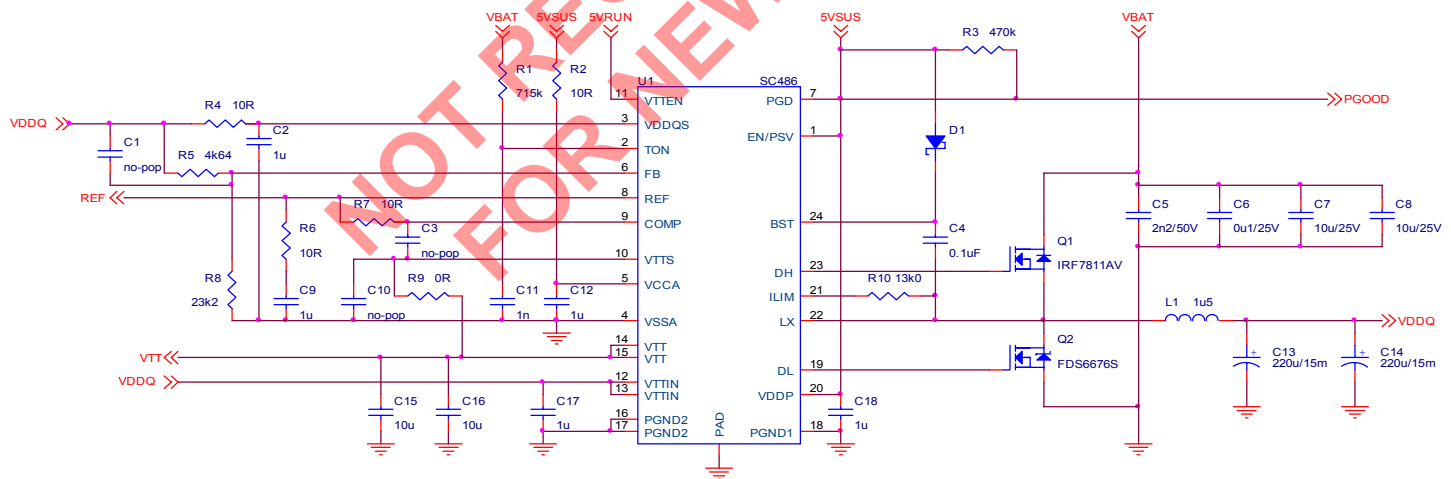 VBAT 5VSUS 5VRUN 5VSUS VBAT
R3 470k
R1
715k
R2
10R
U1 SC486
11 VTTEN
PGD 7
PGOOD
R4 10R
VDDQ
3 VDDQS
EN/PSV 1
C1
no-pop
C2
1u
D1
2 TON
R5 4k64
6 FB
REF
8 REF
R7 10R
9 COMP
BST 24
C3
no-pop
C4
0.1uF
C5
2n2/50V
C6
0u1/25V
C7
10u/25V
C8
10u/25V
R6
10R
10 VTTS
Q1
IRF7811AV
DH 23
R8
23k2
R9 0R
5 VCCA
ILIM 21
R10 13k0
C9
1u
C10
no-pop
C11
1n
C12
1u
4 VSSA
LX 22
L1 1u5
VDDQ
VTT
14 VTT
15 VTT
Q2
FDS6676S
C13
220u/15m
C14
220u/15m
DL 19
VDDQ
12 VTTIN
13 VTTIN
VDDP 20
C15
10u
C16
10u
C17
1u
C18
1u
16 PGND2
17 PGND2
PAD
PGND1 18
NOT RE
FOR NEW